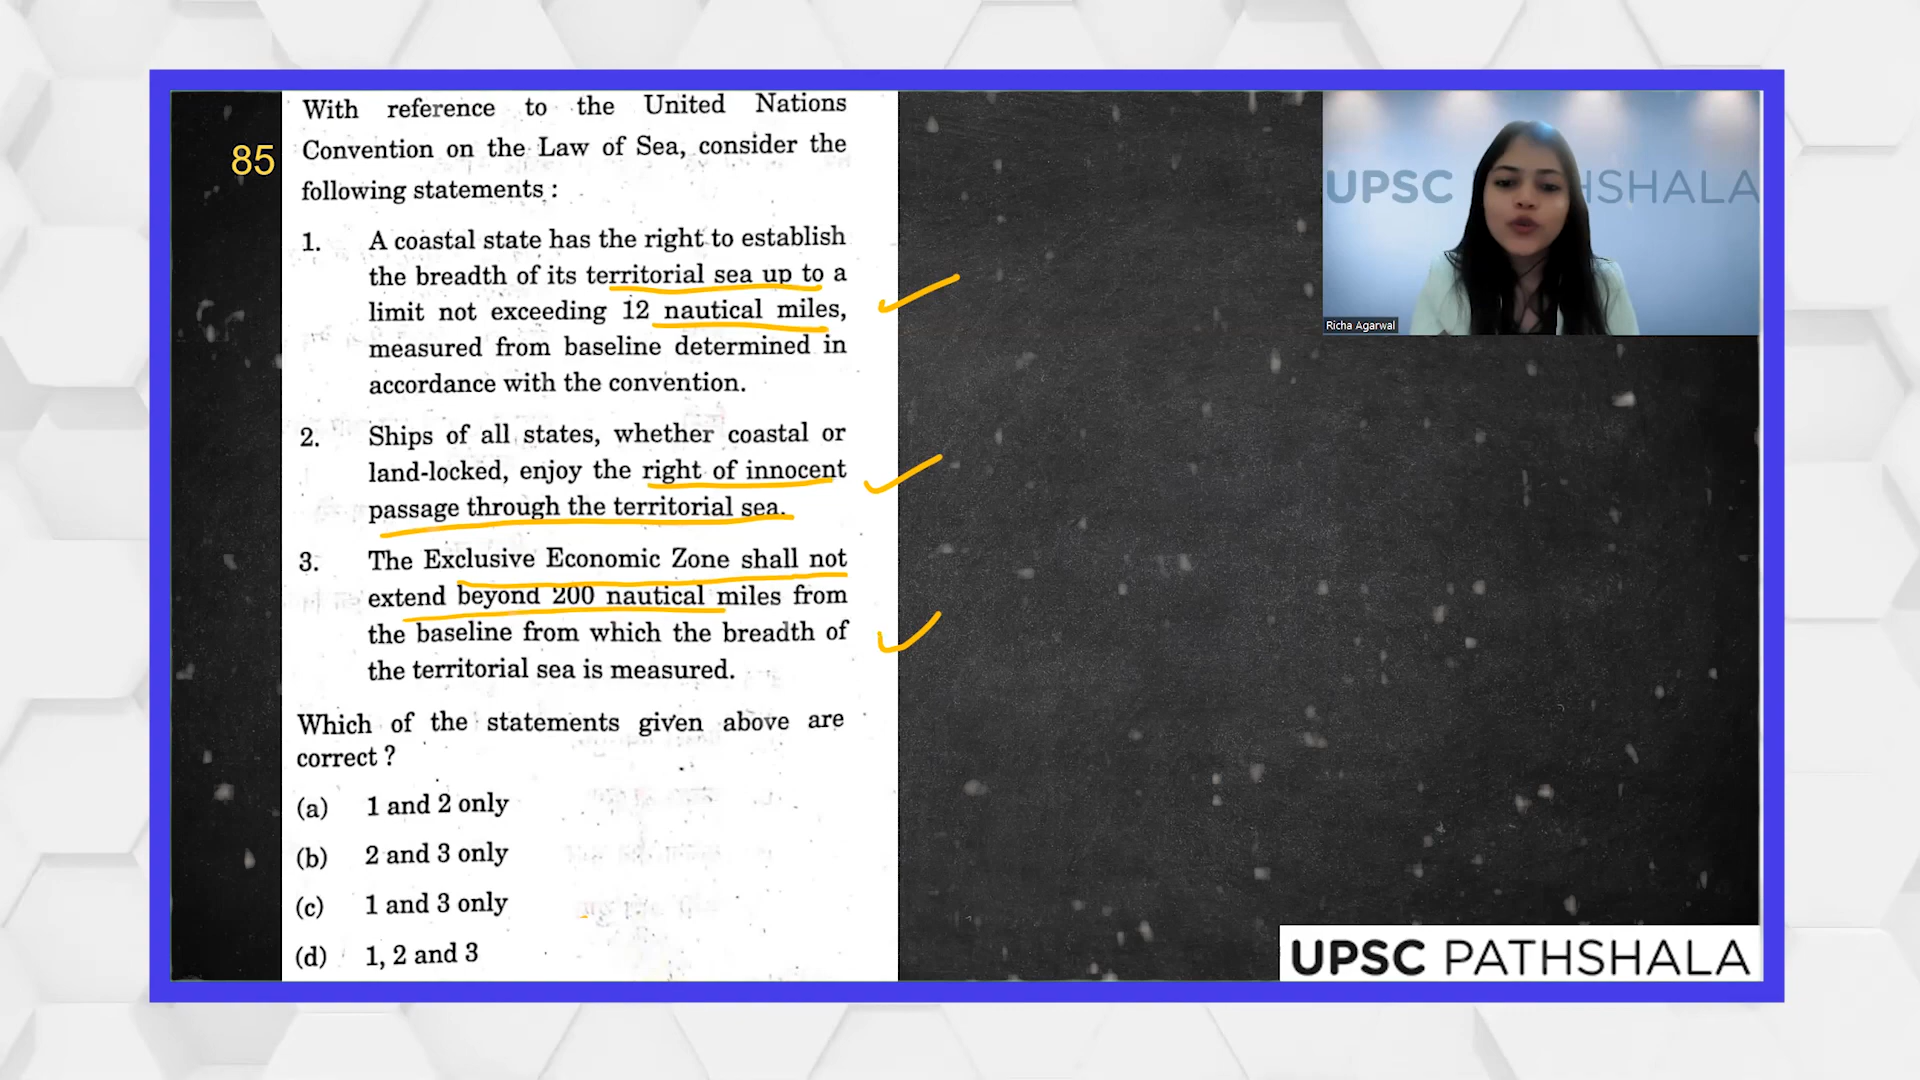 85
With reference to the United Nations
Convention on the Law of Sea, consider the
following statements :
1. A coastal state has the right to establish
the breadth of its territorial sea up to a
limit not exceeding 12 nautical miles,
measured from baseline determined in
accordance with the convention.
2. Ships of all states, whether coastal or
land-locked, enjoy the right of innocent
passage through the territorial sea.
3. The Exclusive Economic Zone shall not
extend beyond 200 nautical miles from
the baseline from which the breadth of
the territorial sea is measured.
Which of the statements given above are
correct ?
(a) 1 and 2 only
(b) 2 and 3 only
(c) 1 and 3 only
(d) 1, 2 and 3
UPSC HSHALA
Richa Agarwal
UPSC PATHSHALA